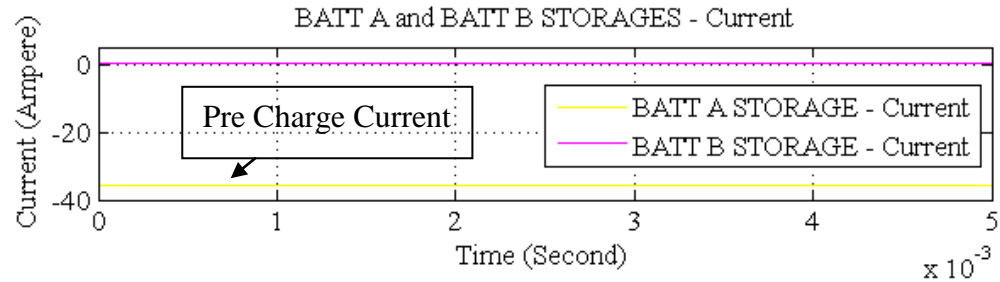 BATT A and BATT B STORAGES - Current
Current (Ampere)
0
-20
-40
Pre Charge Current
BATT A STORAGE - Current
BATT B STORAGE - Current
0 1 2 3 4 5
Time (Second)
x 10^-3